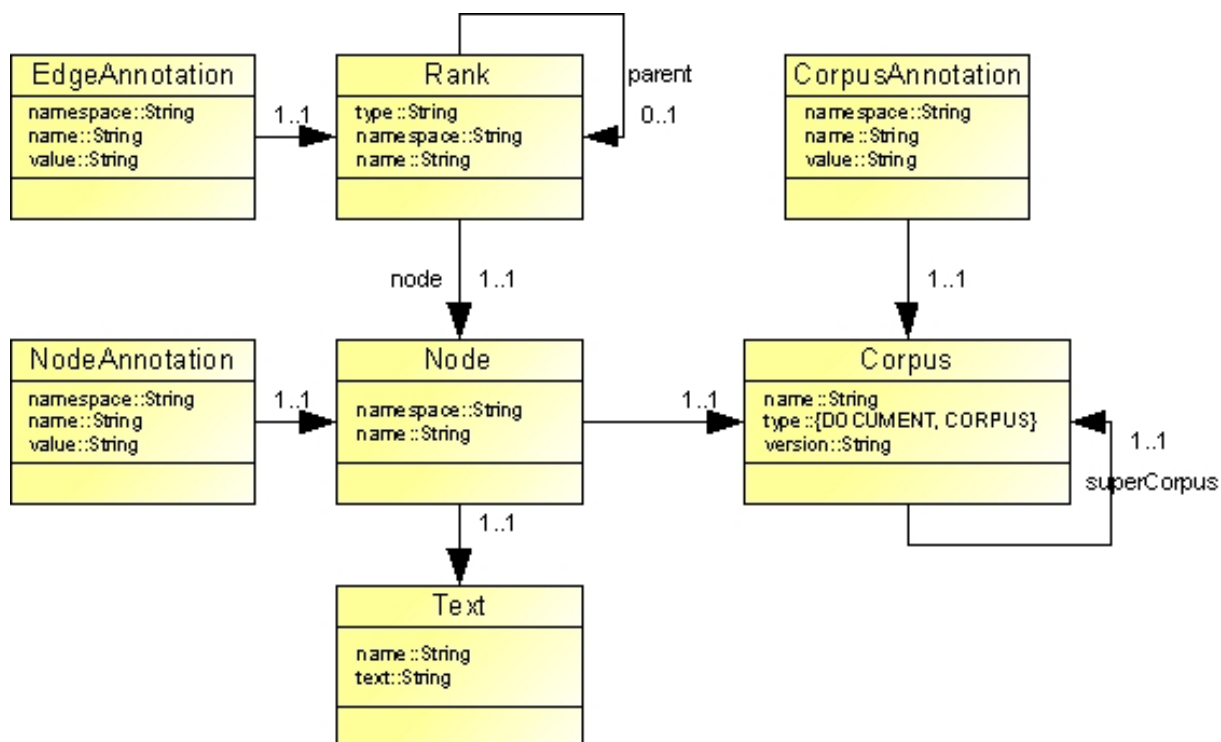 EdgeAnnotation
namespace::String
name::String
value::String
1..1
Rank
type::String
namespace::String
name::String
parent
0..1
CorpusAnnotation
namespace::String
name::String
value::String
node
1..1
1..1
NodeAnnotation
namespace::String
name::String
value::String
1..1
Node
namespace::String
name::String
1..1
Corpus
name::String
type::{DOCUMENT, CORPUS}
version::String
1..1
superCorpus
1..1
Text
name::String
text::String